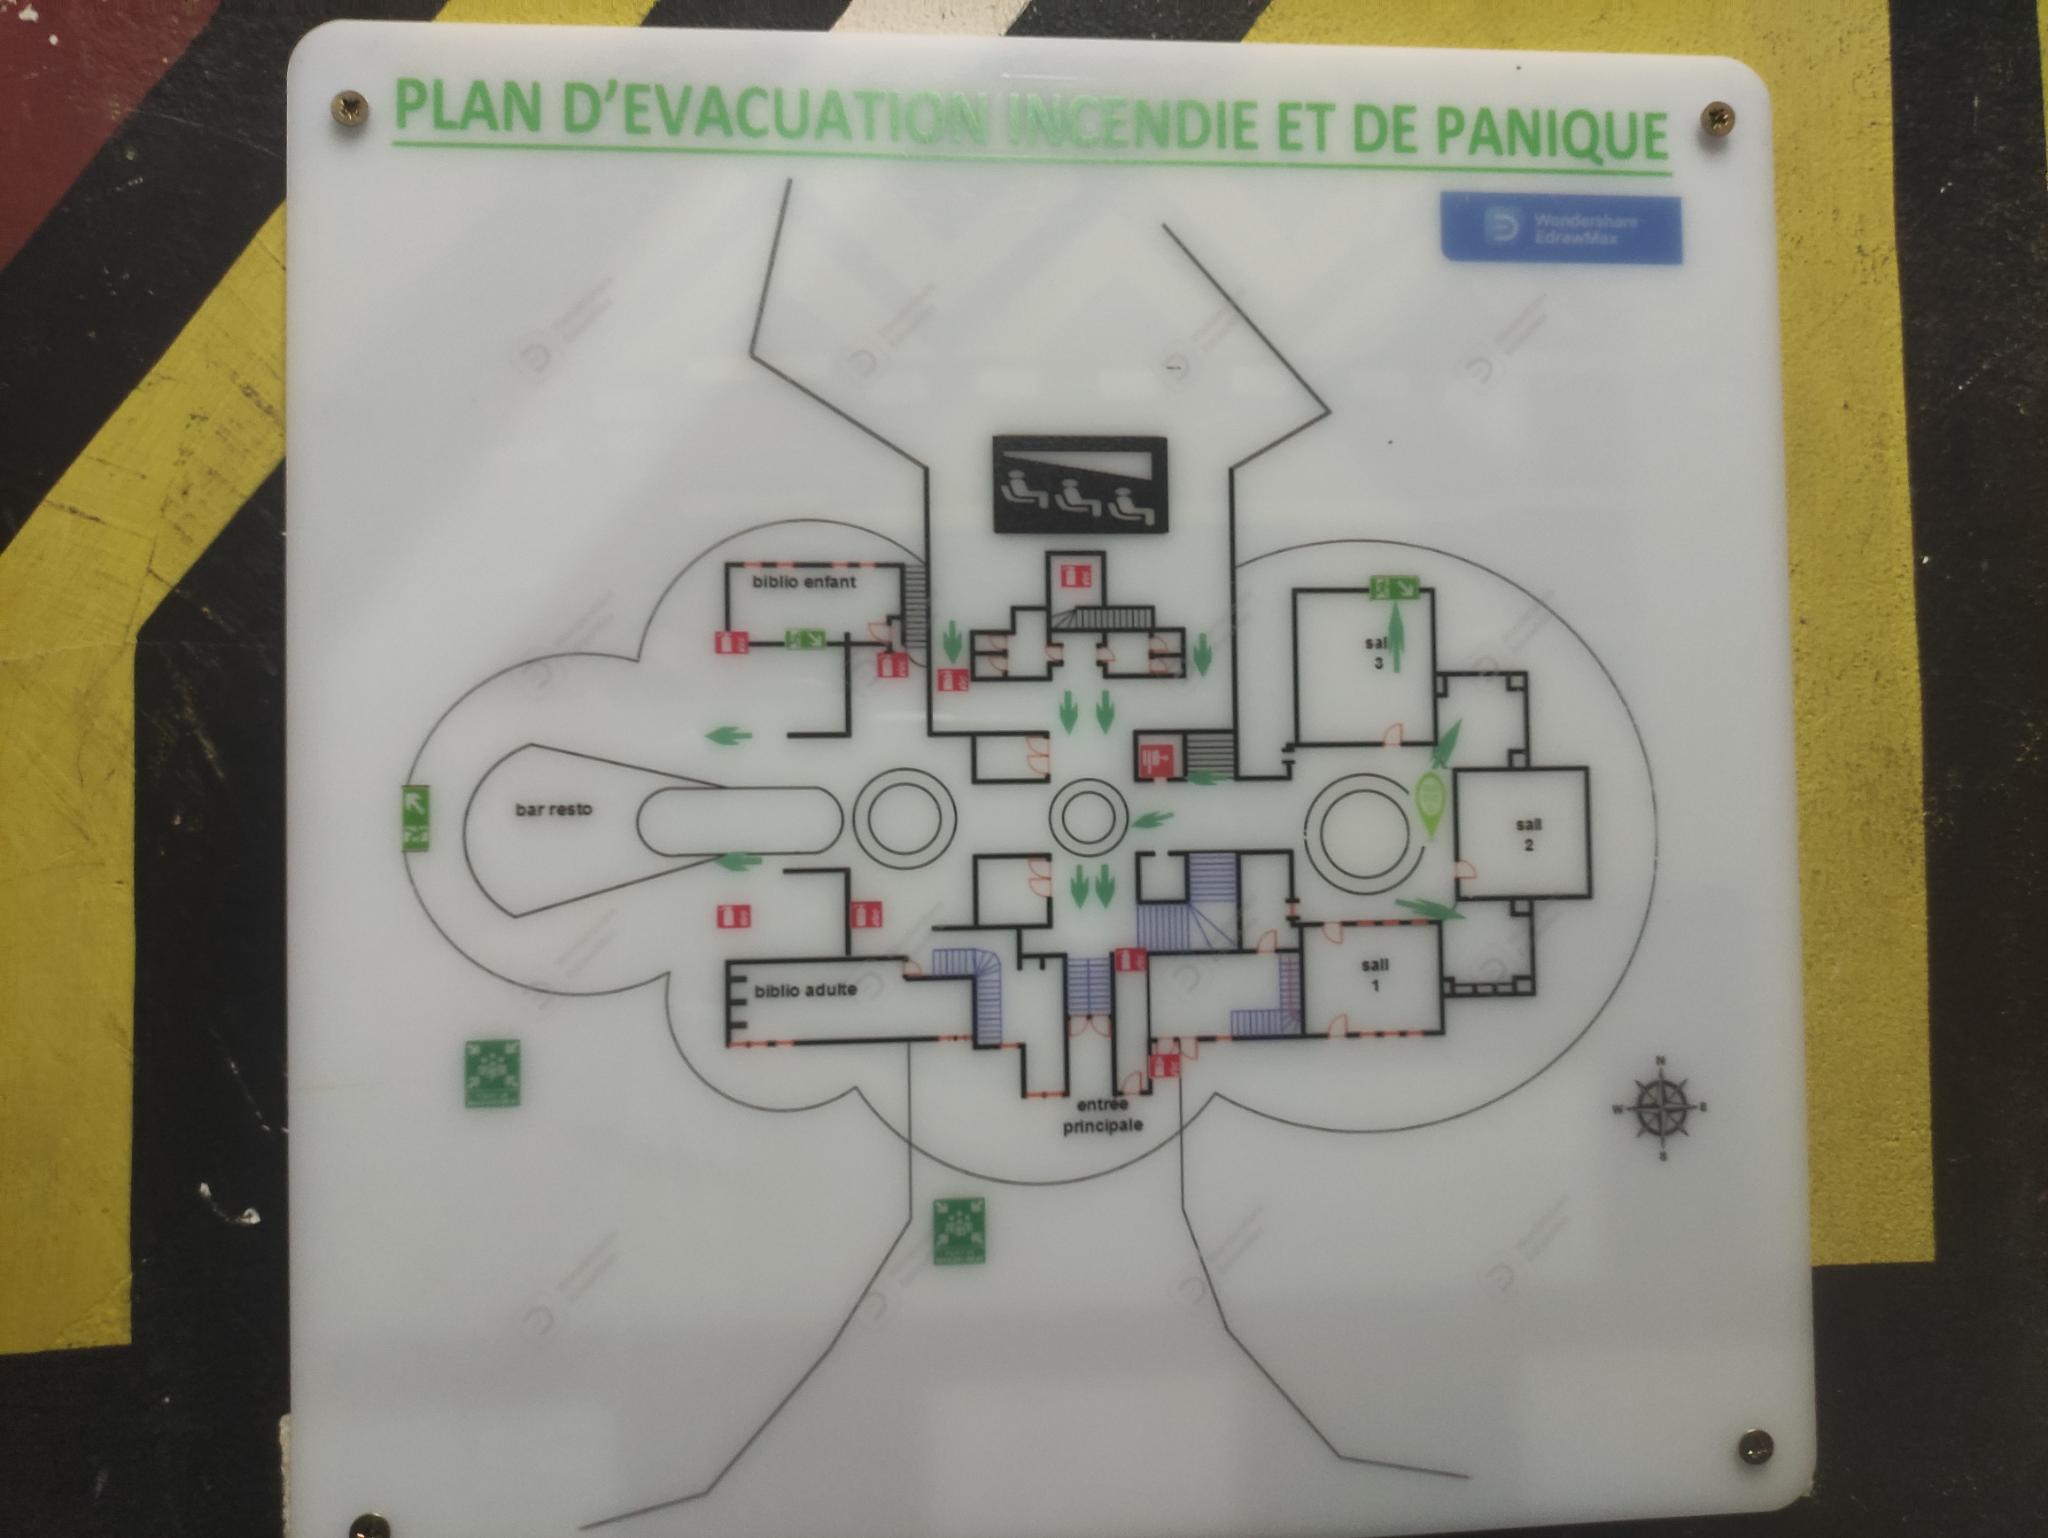 PLAN D'EVACUATION INCENDIE ET DE PANIQUE
Wondershare
EdrawMax
biblio enfant
sall
3
bar resto
sall
2
biblio adulte
sall
1
entrée
principale
N
W
S